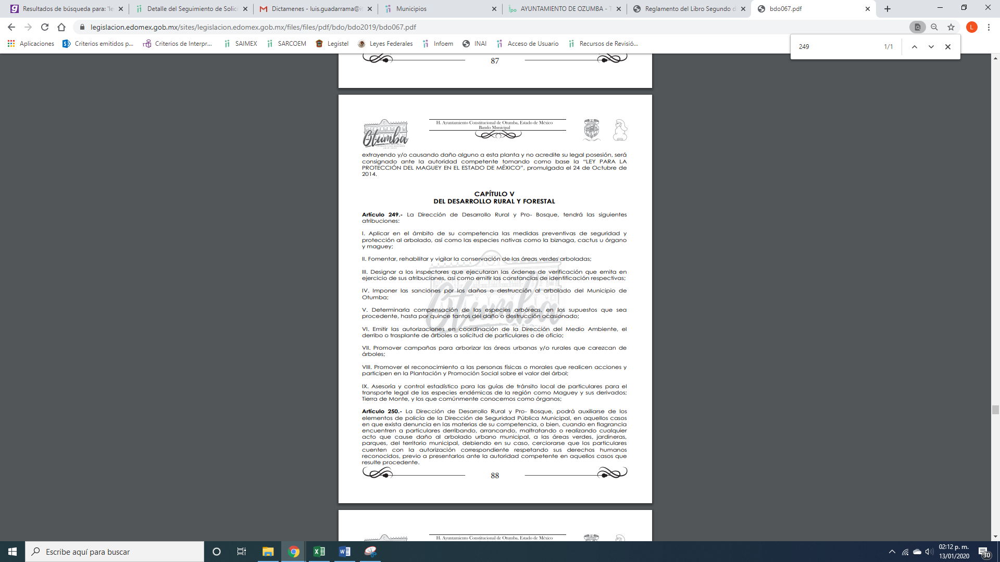 Resultados de búsqueda para: 'le
Detalle del Seguimiento de Solici
Dictamenes - luis.guadarrama@it
Municipios
AYUNTAMIENTO DE OZUMBA - T
Reglamento del Libro Segundo d
bdo067.pdf
legislacion.edomex.gob.mx/sites/legislacion.edomex.gob.mx/files/files/pdf/bdo/bdo2019/bdo067.pdf
L
Aplicaciones
Criterios emitidos p...
Criterios de Interpr...
SAIMEX
SARCOEM
Legistel
Leyes Federales
Infoem
INAI
Acceso de Usuario
Recursos de Revisió...
249
1/1
87
Otumba
H. Ayuntamiento Constitucional de Otumba, Estado de México
Bando Municipal
extrayendo y/o causando daño alguno a esta planta y no acredite su legal posesión, será
consignado ante la autoridad competente tomando como base la "LEY PARA LA
PROTECCIÓN DEL MAGUEY EN EL ESTADO DE MÉXICO", promulgada el 24 de Octubre de
2014.
CAPÍTULO V
DEL DESARROLLO RURAL Y FORESTAL
Artículo 249.- La Dirección de Desarrollo Rural y Pro- Bosque, tendrá las siguientes
atribuciones:
I. Aplicar en el ámbito de su competencia las medidas preventivas de seguridad y
protección al arbolado, así como las especies nativas como la biznaga, cactus u órgano
y maguey;
II. Fomentar, rehabilitar y vigilar la conservación de las áreas verdes arboladas;
III. Designar a los inspectores que ejecutaran las órdenes de verificación que emita en
ejercicio de sus atribuciones, así como emitir las constancias de identificación respectivas;
IV. Imponer las sanciones por los daños o destrucción al arbolado del Municipio de
Otumba;
V. Determinarla compensación de las especies arbóreas, en los supuestos que sea
procedente, hasta por quince tantos del daño o destrucción ocasionado;
VI. Emitir las autorizaciones en coordinación de la Dirección del Medio Ambiente, el
derribo o trasplante de árboles a solicitud de particulares o de oficio;
VII. Promover campañas para arborizar las áreas urbanas y/o rurales que carezcan de
árboles;
VIII. Promover el reconocimiento a las personas físicas o morales que realicen acciones y
participen en la Plantación y Promoción Social sobre el valor del árbol;
IX. Asesoría y control estadístico para las guías de tránsito local de particulares para el
transporte legal de las especies endémicas de la región como Maguey y sus derivados;
Tierra de Monte, y los que comúnmente conocemos como órganos;
Artículo 250.- La Dirección de Desarrollo Rural y Pro- Bosque, podrá auxiliarse de los
elementos de policía de la Dirección de Seguridad Pública Municipal, en aquellos casos
en que exista denuncia en las materias de su competencia, o bien, cuando en flagrancia
encuentren a particulares derribando, arrancando, maltratando o realizando cualquier
acto que cause daño al arbolado urbano municipal, a las áreas verdes, jardineras,
parques, del territorio municipal, debiendo en su caso, cerciorarse que los particulares
cuenten con la autorización correspondiente respetando sus derechos humanos
reconocidos, previo a presentarlos ante la autoridad competente en aquellos casos que
resulte procedente.
Otumba
88
H. Ayuntamiento Constitucional de Otumba, Estado de México
Escribe aquí para buscar
02:12 p. m.
13/01/2020
30